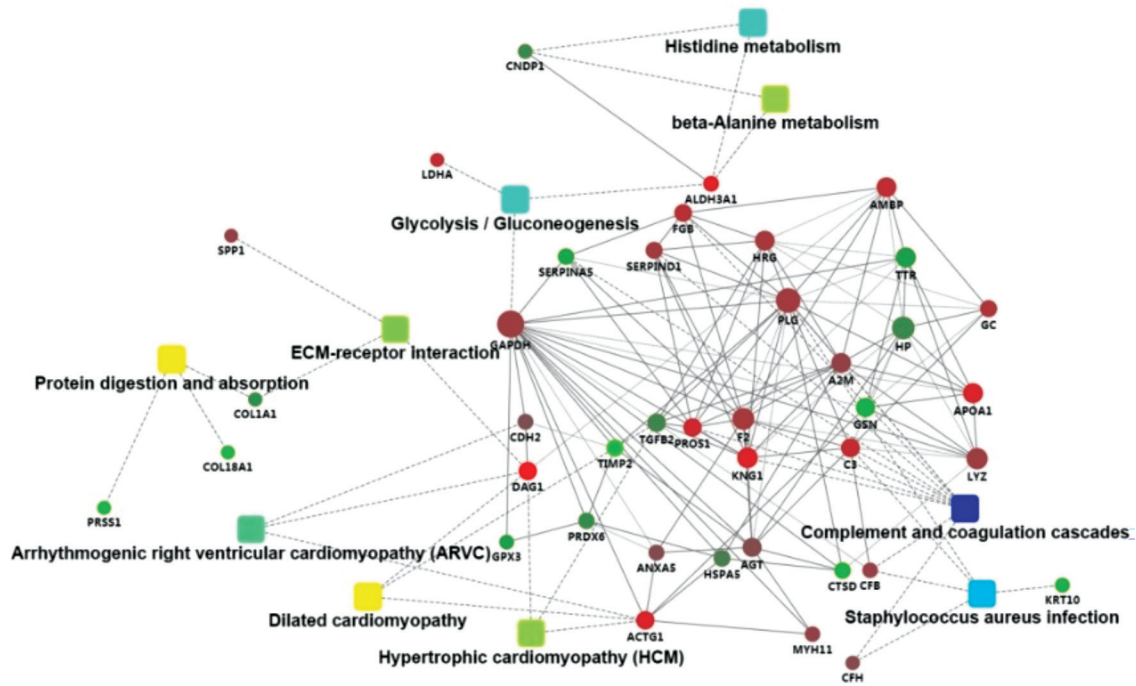 Histidine metabolism
CNDP1
beta-Alanine metabolism
LDHA
ALDH3A1
AMBP
Glycolysis / Gluconeogenesis
FGB
SPP1
HRG
SERPINA5
SERPIND1
TTR
PLG
GC
GAPDH
HP
ECM-receptor interaction
A2M
Protein digestion and absorption
COL1A1
APOA1
GSN
CDH2
TGFB2
PROS1
F2
COL18A1
TIMP2
KNG1
C3
LYZ
DAG1
PRSS1
Complement and coagulation cascades
Arrhythmogenic right ventricular cardiomyopathy (ARVC)
GPX3
PRDX6
ANXA5
HSPA5
AGT
CTSD
CFB
KRT10
Dilated cardiomyopathy
Staphylococcus aureus infection
ACTG1
Hypertrophic cardiomyopathy (HCM)
MYH11
CFH